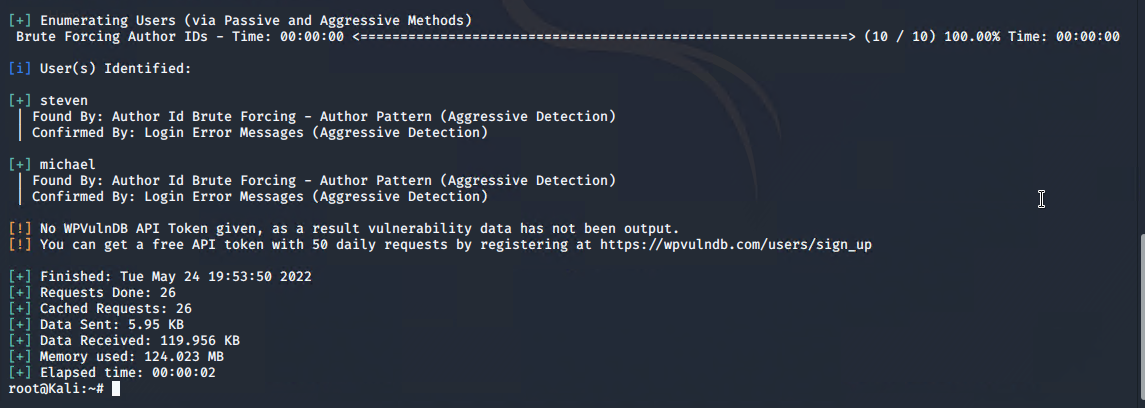 [+] Enumerating Users (via Passive and Aggressive Methods)
Brute Forcing Author IDs - Time: 00:00:00 <=============================================================> (10 / 10) 100.00% Time: 00:00:00
[i] User(s) Identified:
[+] steven
| Found By: Author Id Brute Forcing - Author Pattern (Aggressive Detection)
| Confirmed By: Login Error Messages (Aggressive Detection)
[+] michael
| Found By: Author Id Brute Forcing - Author Pattern (Aggressive Detection)
| Confirmed By: Login Error Messages (Aggressive Detection)
[!] No WPVulnDB API Token given, as a result vulnerability data has not been output.
[!] You can get a free API token with 50 daily requests by registering at https://wpvulndb.com/users/sign_up
[+] Finished: Tue May 24 19:53:50 2022
[+] Requests Done: 26
[+] Cached Requests: 26
[+] Data Sent: 5.95 KB
[+] Data Received: 119.956 KB
[+] Memory used: 124.023 MB
[+] Elapsed time: 00:00:02
root@Kali:~#